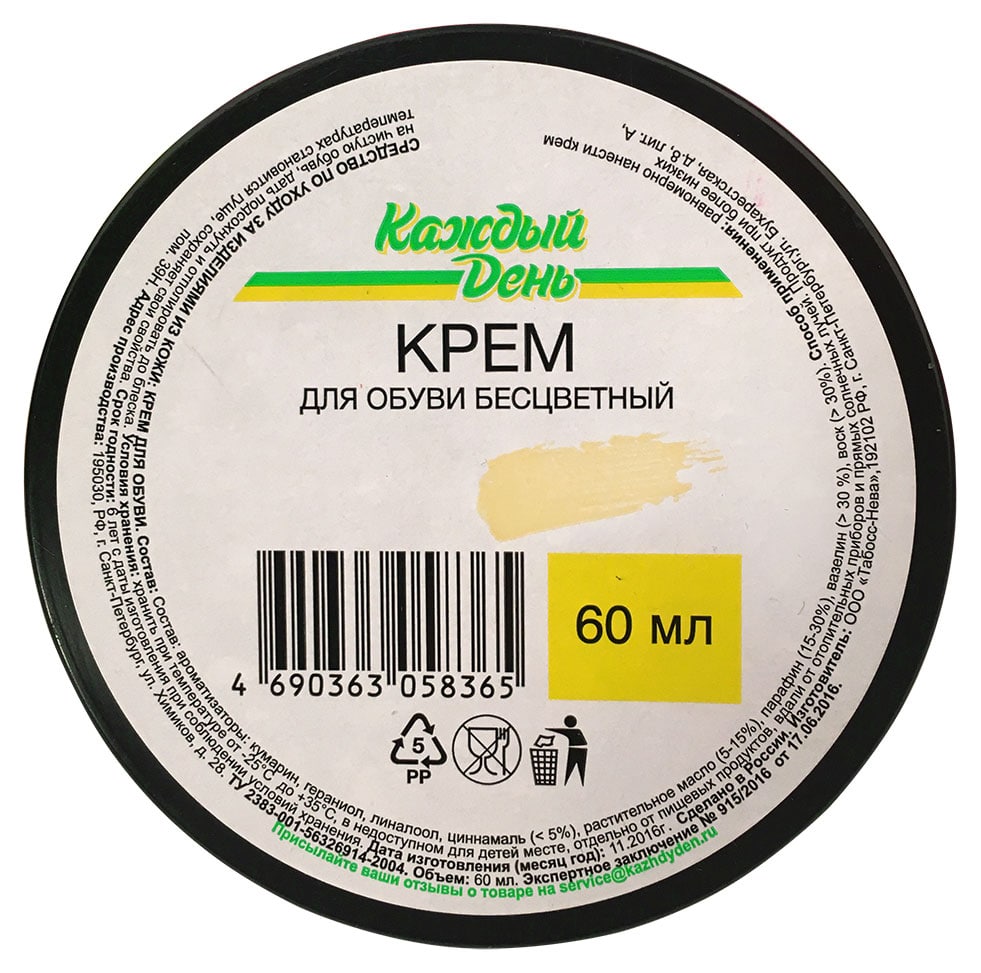 Каждый
День
КРЕМ
ДЛЯ ОБУВИ БЕСЦВЕТНЫЙ
60 мл
4 690363 058365
5
PP
СРЕДСТВО ПО УХОДУ ЗА ИЗДЕЛИЯМИ ИЗ КОЖИ: КРЕМ ДЛЯ ОБУВИ. Состав: Состав: ароматизаторы: кумарин, гераниол, линалоол, циннамаль (< 5%), растительное масло (5-15%), парафин (15-30%), вазелин (> 30 %), воск (> 30%). Способ применения: равномерно нанести крем
на чистую обувь, дать подсохнуть и отполировать до блеска. Условия хранения: хранить при температуре от -25°С до +35°С, в недоступном для детей месте, отдельно от пищевых продуктов, вдали от отопительных приборов и прямых солнечных лучей. Продукт при более низких
температурах становится гуще, сохраняя свои свойства. Срок годности: 6 лет с даты изготовления при соблюдении условий хранения. Дата изготовления (месяц год): 11.2016г. Сделано в России. Изготовитель: ООО «Табосс-Нева»,192102 РФ, г. Санкт-Петербург,ул. Бухарестская, д.8, лит. А,
пом. 39Н. Адрес производства: 195030, РФ, г. Санкт-Петербург, ул. Химиков, д. 28. ТУ 2383-001-56326914-2004. Объем: 60 мл. Экспертное заключение № 915/2016 от 17.06.2016.
Присылайте ваши отзывы о товаре на service@kazhdyden.ru